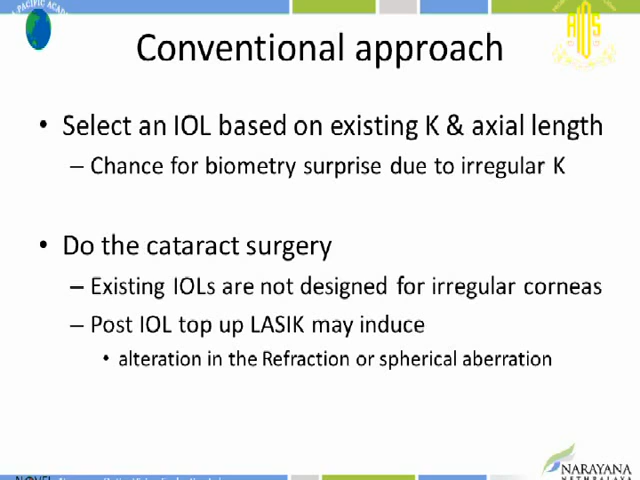 Conventional approach
• Select an IOL based on existing K & axial length
– Chance for biometry surprise due to irregular K
• Do the cataract surgery
– Existing IOLs are not designed for irregular corneas
– Post IOL top up LASIK may induce
• alteration in the Refraction or spherical aberration
NARAYANA
NETHRALAYA